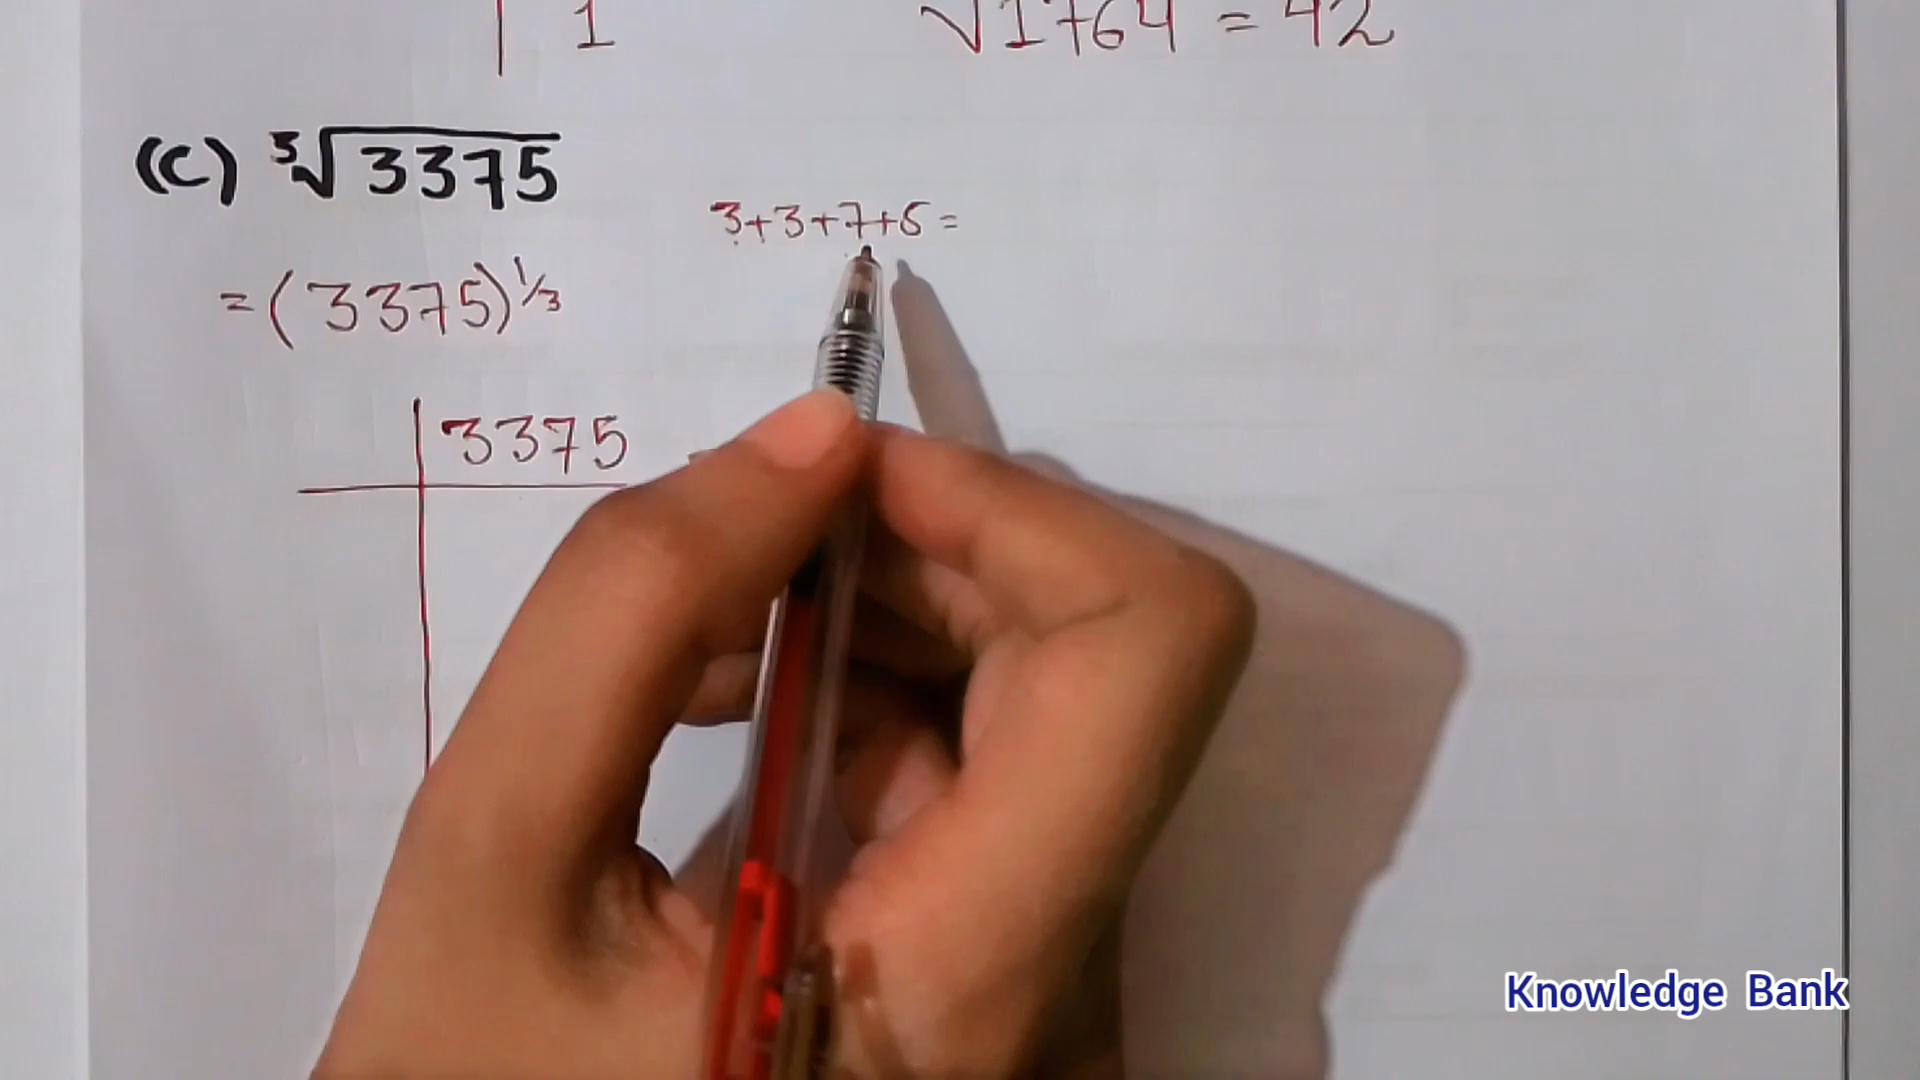 1 √1764 = 42
(C) ³√3375
3+3+7+5=
=(3375)^1/3
3375
Knowledge Bank